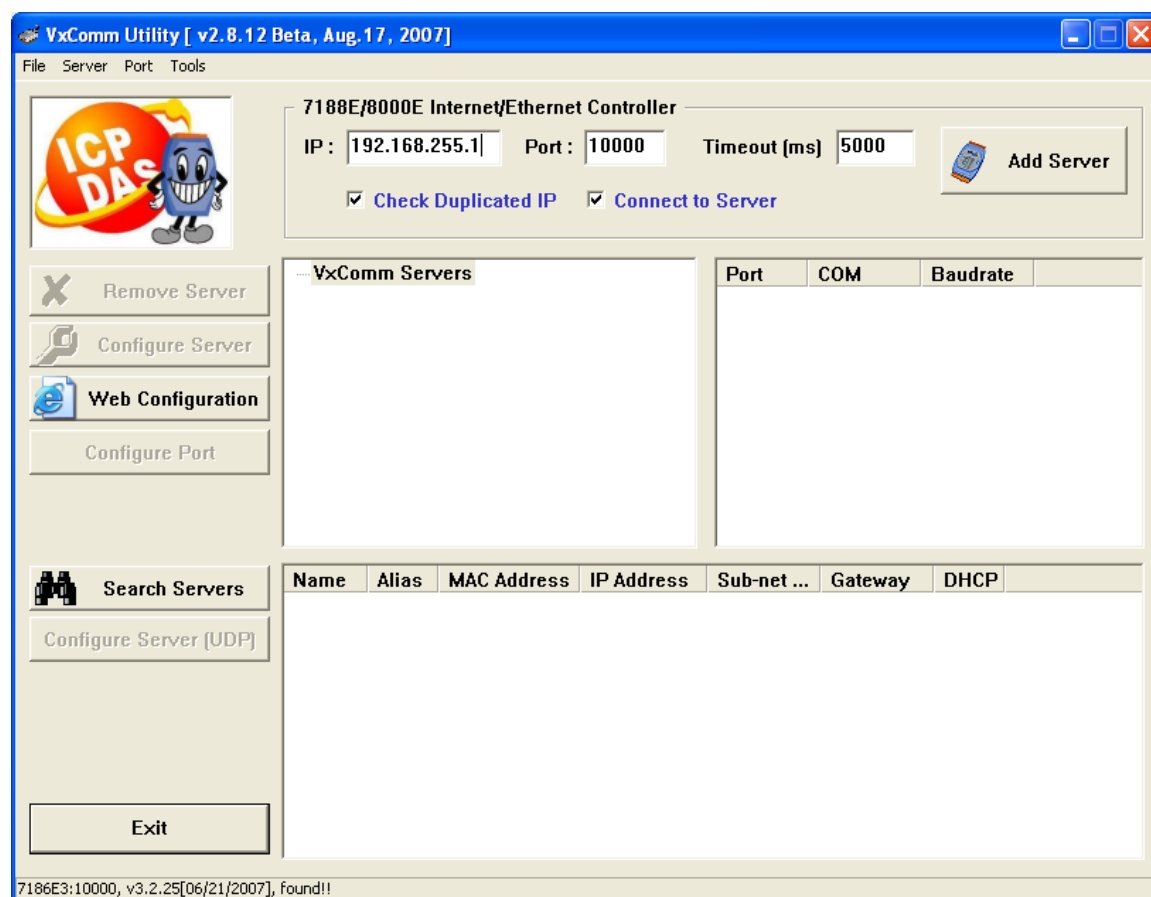 VxComm Utility [ v2.8.12 Beta, Aug.17, 2007]
File Server Port Tools
ICP
DAS
7188E/8000E Internet/Ethernet Controller
IP : 192.168.255.1 Port : 10000 Timeout (ms) 5000
Add Server
Check Duplicated IP Connect to Server
Remove Server
Configure Server
Web Configuration
Configure Port
VxComm Servers
Port COM Baudrate
Search Servers
Configure Server (UDP)
Name Alias MAC Address IP Address Sub-net ... Gateway DHCP
Exit
7186E3:10000, v3.2.25[06/21/2007], found!!